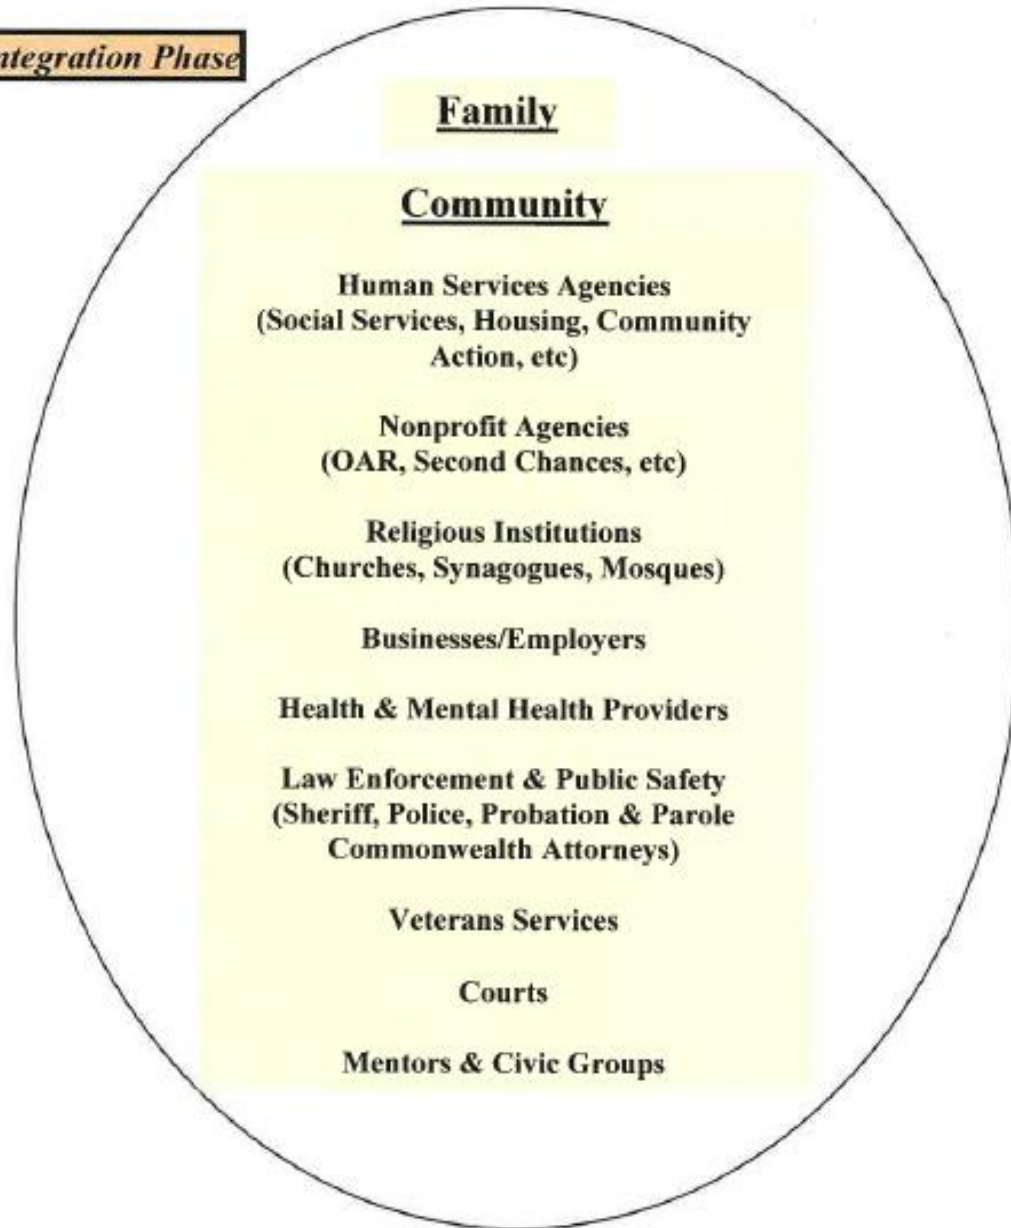 ntegration Phase
Family
Community
Human Services Agencies
(Social Services, Housing, Community
Action, etc)
Nonprofit Agencies
(OAR, Second Chances, etc)
Religious Institutions
(Churches, Synagogues, Mosques)
Businesses/Employers
Health & Mental Health Providers
Law Enforcement & Public Safety
(Sheriff, Police, Probation & Parole
Commonwealth Attorneys)
Veterans Services
Courts
Mentors & Civic Groups